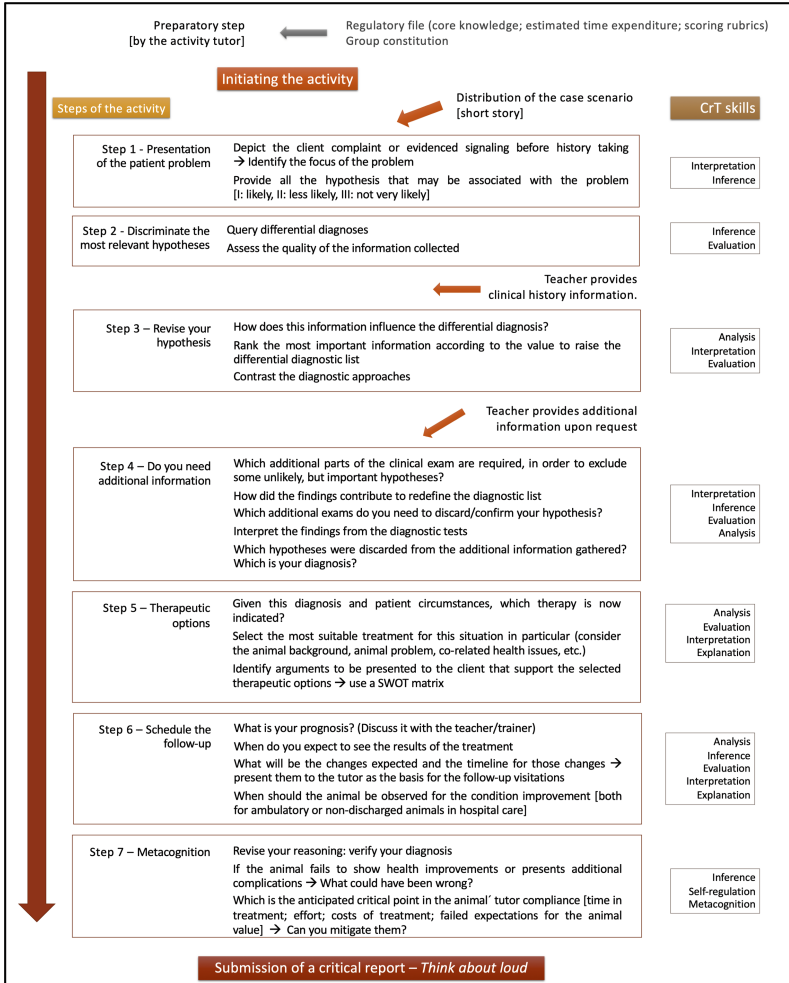 Preparatory step
[by the activity tutor]
Regulatory file (core knowledge; estimated time expenditure; scoring rubrics)
Group constitution
Initiating the activity
Steps of the activity
Distribution of the case scenario
[short story]
CrT skills
Step 1 - Presentation
of the patient problem
Depict the client complaint or evidenced signaling before history taking
→ Identify the focus of the problem
Provide all the hypothesis that may be associated with the problem
[I: likely, II: less likely, III: not very likely]
Interpretation
Inference
Step 2 - Discriminate the
most relevant hypotheses
Query differential diagnoses
Assess the quality of the information collected
Inference
Evaluation
Teacher provides
clinical history information.
Step 3 – Revise your
hypothesis
How does this information influence the differential diagnosis?
Rank the most important information according to the value to raise the
differential diagnostic list
Contrast the diagnostic approaches
Analysis
Interpretation
Evaluation
Teacher provides additional
information upon request
Step 4 – Do you need
additional information
Which additional parts of the clinical exam are required, in order to exclude
some unlikely, but important hypotheses?
How did the findings contribute to redefine the diagnostic list
Which additional exams do you need to discard/confirm your hypothesis?
Interpret the findings from the diagnostic tests
Which hypotheses were discarded from the additional information gathered?
Which is your diagnosis?
Interpretation
Inference
Evaluation
Analysis
Step 5 – Therapeutic
options
Given this diagnosis and patient circumstances, which therapy is now
indicated?
Select the most suitable treatment for this situation in particular (consider
the animal background, animal problem, co-related health issues, etc.)
Identify arguments to be presented to the client that support the selected
therapeutic options → use a SWOT matrix
Analysis
Evaluation
Interpretation
Explanation
Step 6 – Schedule the
follow-up
What is your prognosis? (Discuss it with the teacher/trainer)
When do you expect to see the results of the treatment
What will be the changes expected and the timeline for those changes →
present them to the tutor as the basis for the follow-up visitations
When should the animal be observed for the condition improvement [both
for ambulatory or non-discharged animals in hospital care]
Analysis
Inference
Evaluation
Interpretation
Explanation
Step 7 – Metacognition
Revise your reasoning: verify your diagnosis
If the animal fails to show health improvements or presents additional
complications → What could have been wrong?
Which is the anticipated critical point in the animal´ tutor compliance [time in
treatment; effort; costs of treatment; failed expectations for the animal
value] → Can you mitigate them?
Inference
Self-regulation
Metacognition
Submission of a critical report – Think about loud